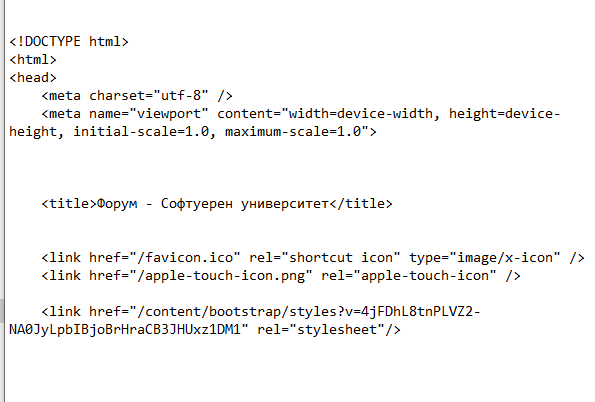 <!DOCTYPE html>
<html>
<head>
    <meta charset="utf-8" />
    <meta name="viewport" content="width=device-width, height=device-
height, initial-scale=1.0, maximum-scale=1.0">
    <title>Форум - Софтуерен университет</title>
    <link href="/favicon.ico" rel="shortcut icon" type="image/x-icon" />
    <link href="/apple-touch-icon.png" rel="apple-touch-icon" />
    <link href="/content/bootstrap/styles?v=4jFDhL8tnPLVZ2-
NA0JyLpbIBjoBrHraCB3JHUxz1DM1" rel="stylesheet"/>